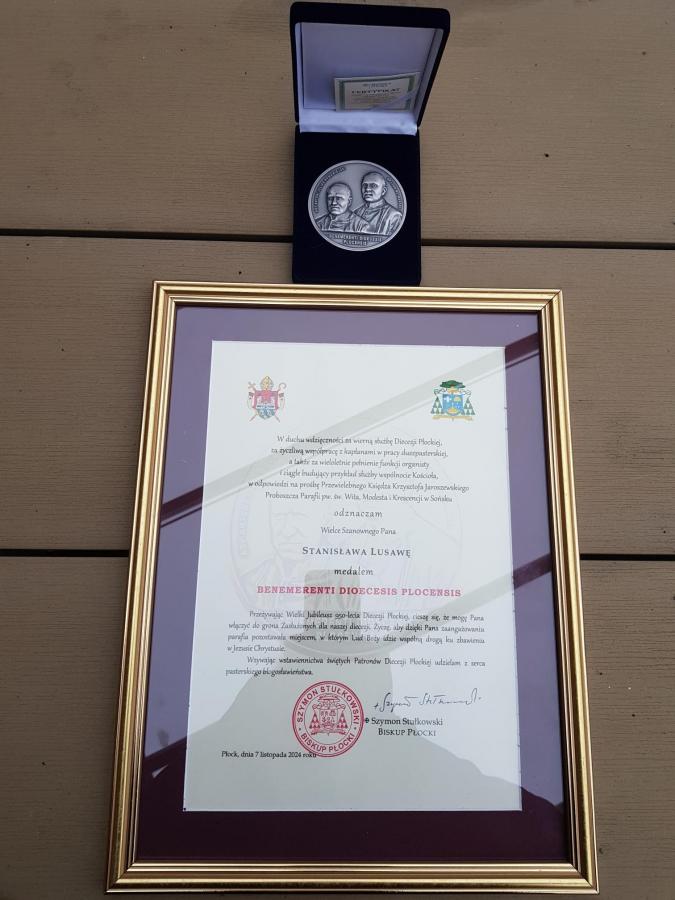 CERTYFIKAT
BENEMERENTI DIOECESIS
PLOCENSIS
W duchu wdzięczności za wierną służbę Diecezji Płockiej,
za życzliwą współpracę z kapłanami w pracy duszpasterskiej,
a także za wieloletnie pełnienie funkcji organisty
i ciągle budujący przykład służby wspólnocie Kościoła,
w odpowiedzi na prośbę Przewielebnego Księdza Krzysztofa Jaroszewskiego
Proboszcza Parafii pw. św. Wita, Modesta i Krescencji w Sońsku
odznaczam
Wielce Szanownego Pana
STANISŁAWA LUSAWĘ
medalem
BENEMERENTI DIOECESIS PLOCENSIS
Przeżywając Wielki Jubileusz 950-lecia Diecezji Płockiej, cieszę się, że mogę Pana
włączyć do grona Zasłużonych dla naszej diecezji. Życzę, aby dzięki Pana zaangażowaniu
parafia pozostawała miejscem, w którym Lud Boży idzie wspólną drogą ku zbawieniu
w Jezusie Chrystusie.
Wzywając wstawiennictwa świętych Patronów Diecezji Płockiej udzielam z serca
pasterskiego błogosławieństwa.
SZYMON STUŁKOWSKI
BISKUP PŁOCKI
+ Szymon Stułkowski
✠ Szymon Stułkowski
BISKUP PŁOCKI
Płock, dnia 7 listopada 2024 roku